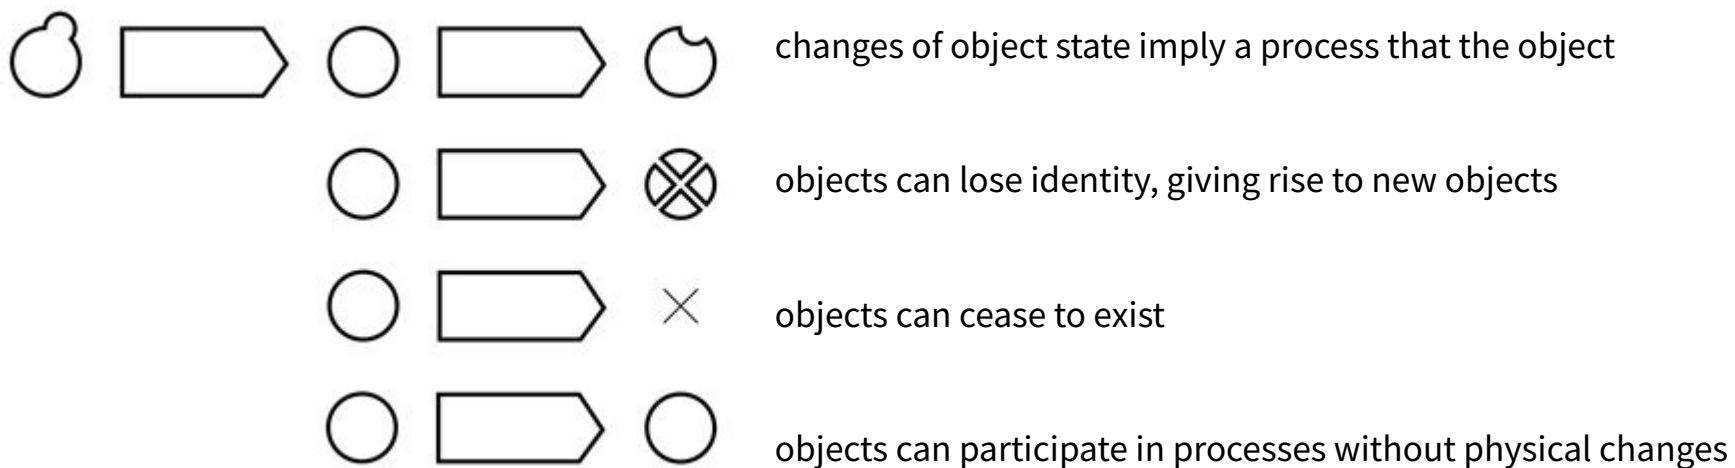 changes of object state imply a process that the object
objects can lose identity, giving rise to new objects
objects can cease to exist
objects can participate in processes without physical changes